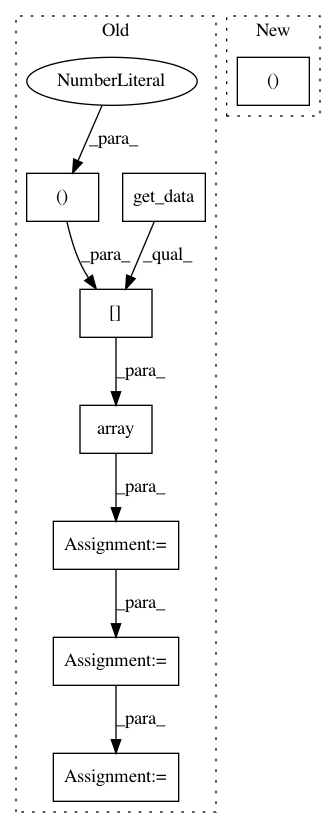 Old
New
NumberLiteral
()
_para_
()
get_data
_para_
_qual_
[]
_para_
array
_para_
Assignment:=
_para_
Assignment:=
_para_
Assignment:=